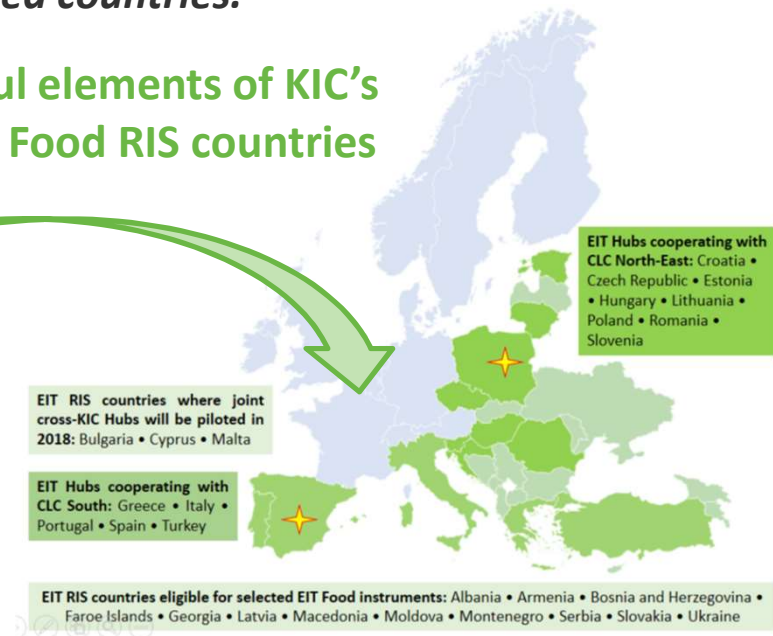 ed countries.
ul elements of KIC's
Food RIS countries
EIT Hubs cooperating with
CLC North-East: Croatia •
Czech Republic • Estonia
• Hungary • Lithuania •
Poland • Romania •
Slovenia
EIT RIS countries where joint
cross-KIC Hubs will be piloted in
2018: Bulgaria • Cyprus • Malta
EIT Hubs cooperating with
CLC South: Greece • Italy •
Portugal • Spain • Turkey
EIT RIS countries eligible for selected EIT Food instruments: Albania • Armenia • Bosnia and Herzegovina •
Faroe Islands • Georgia • Latvia • Macedonia • Moldova • Montenegro • Serbia • Slovakia • Ukraine